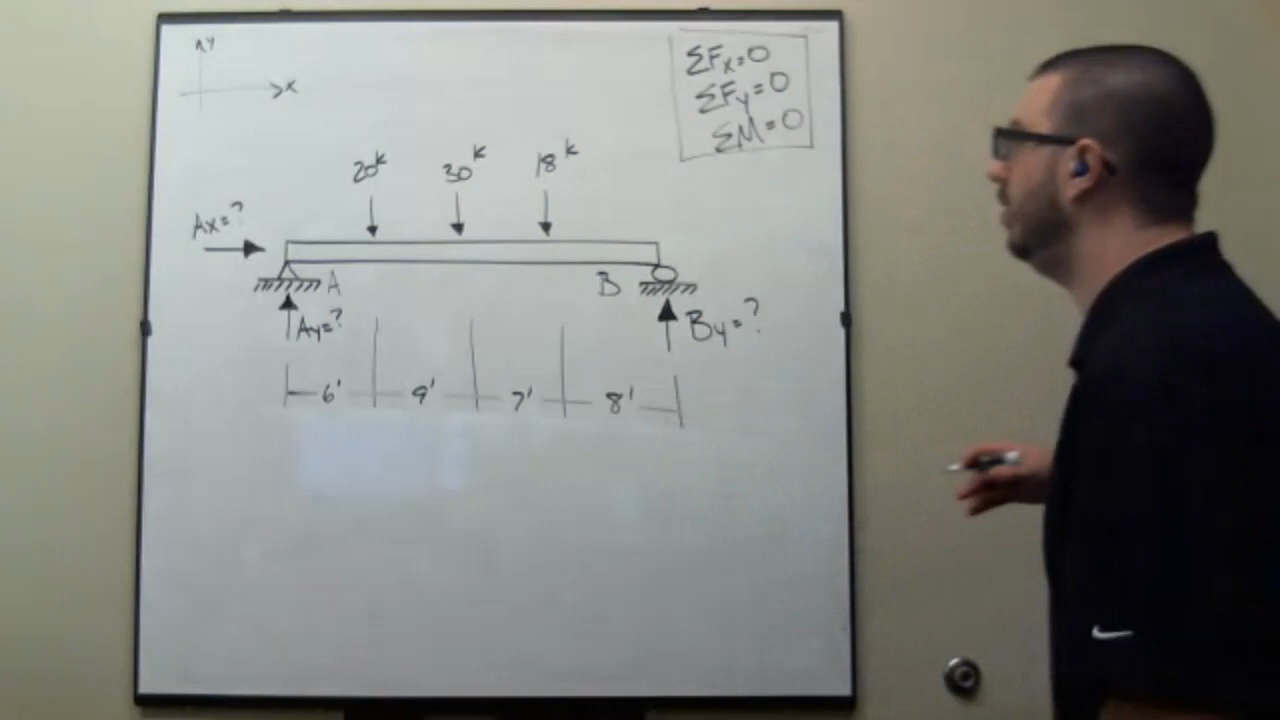 y
x
ΣFx=0
ΣFy=0
ΣM=0
20k 30k 18k
Ax=?
A B
Ay=? By=?
6' 9' 7' 8'